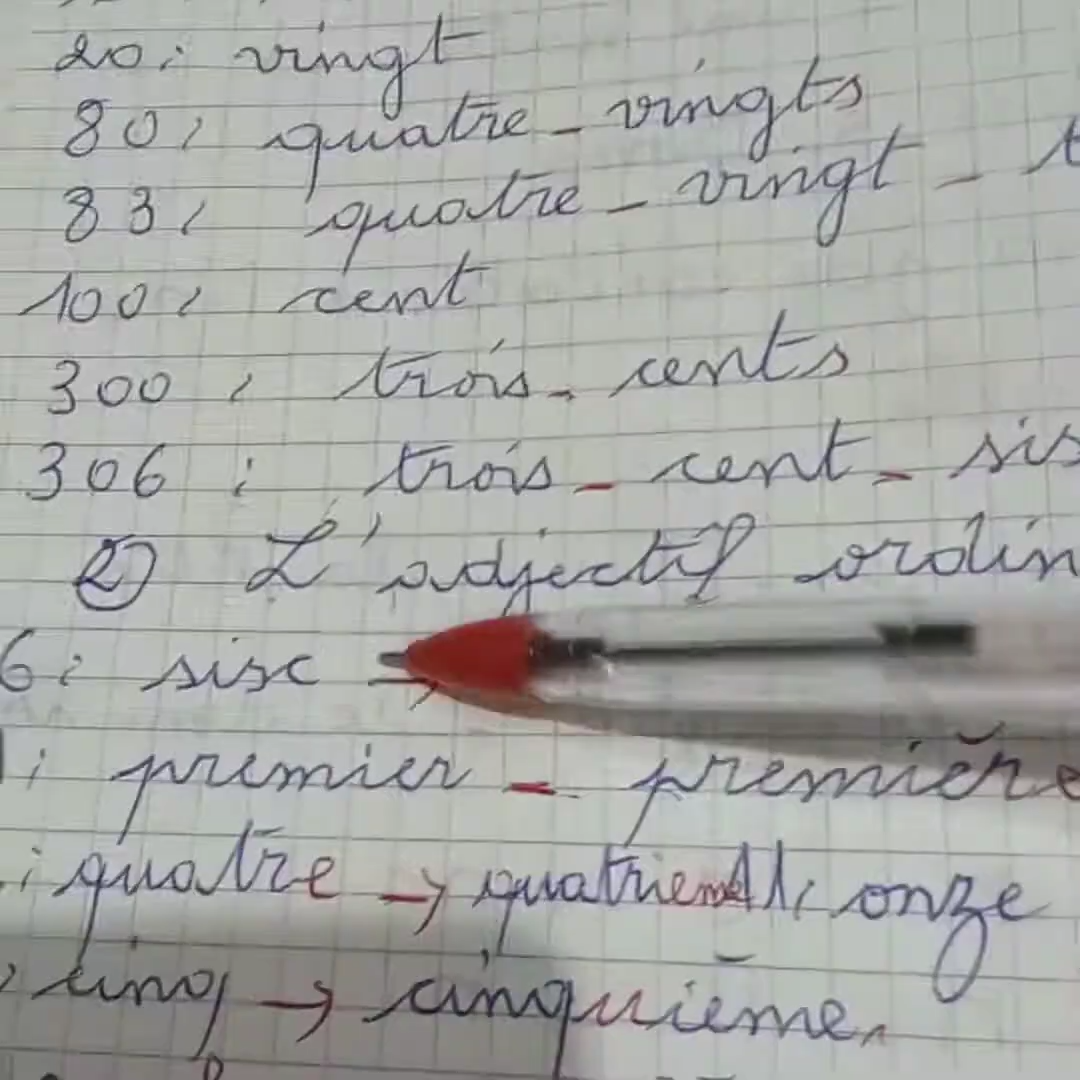 20: vingt
80: quatre-vingts
83: quatre-vingt-t
100: cent
300: trois-cents
306: trois-cent-six
② L'adjectif ordin
6: six →
1: premier - première
: quatre → quatrième 11: onze
: cinq → cinquième.